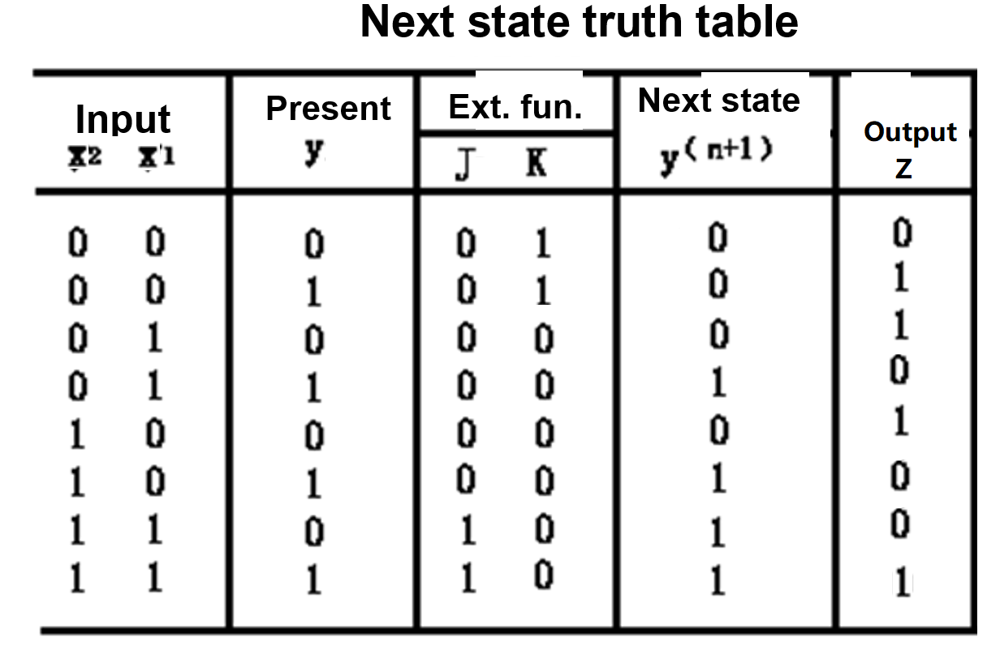 Next state truth table
Input Present Ext. fun. Next state Output
X2 X1 y J K y(n+1) Z
0 0 0 0 1 0 0
0 0 1 0 1 0 1
0 1 0 0 0 0 1
0 1 1 0 0 1 0
1 0 0 0 0 0 1
1 0 1 0 0 1 0
1 1 0 1 0 1 0
1 1 1 1 0 1 1